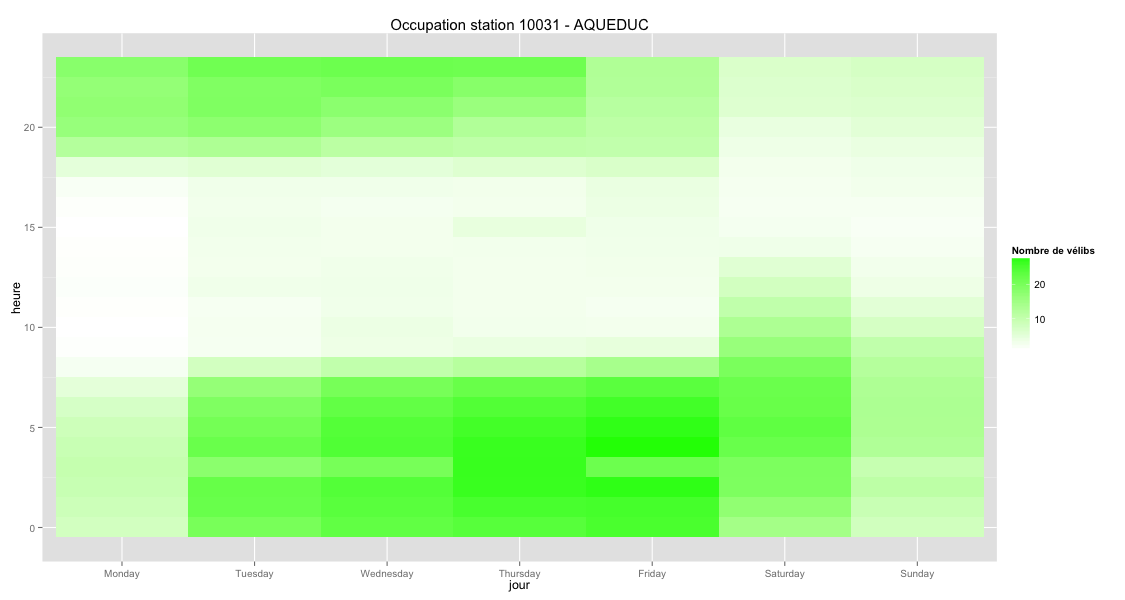 Occupation station 10031 - AQUEDUC
heure
20
15
10
5
0
Monday Tuesday Wednesday Thursday Friday Saturday Sunday
jour
Nombre de vélibs
20
10